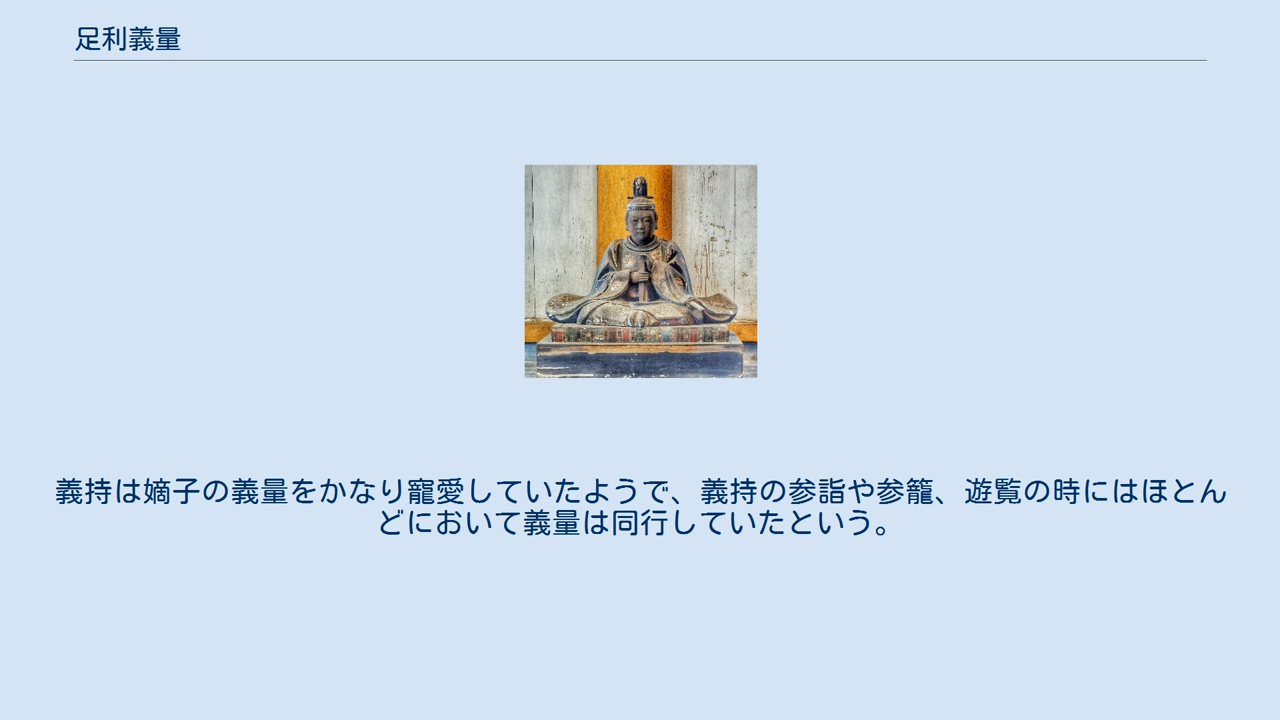 足利義量
義持は嫡子の義量をかなり寵愛していたようで、義持の参詣や参籠、遊覧の時にはほとん
どにおいて義量は同行していたという。